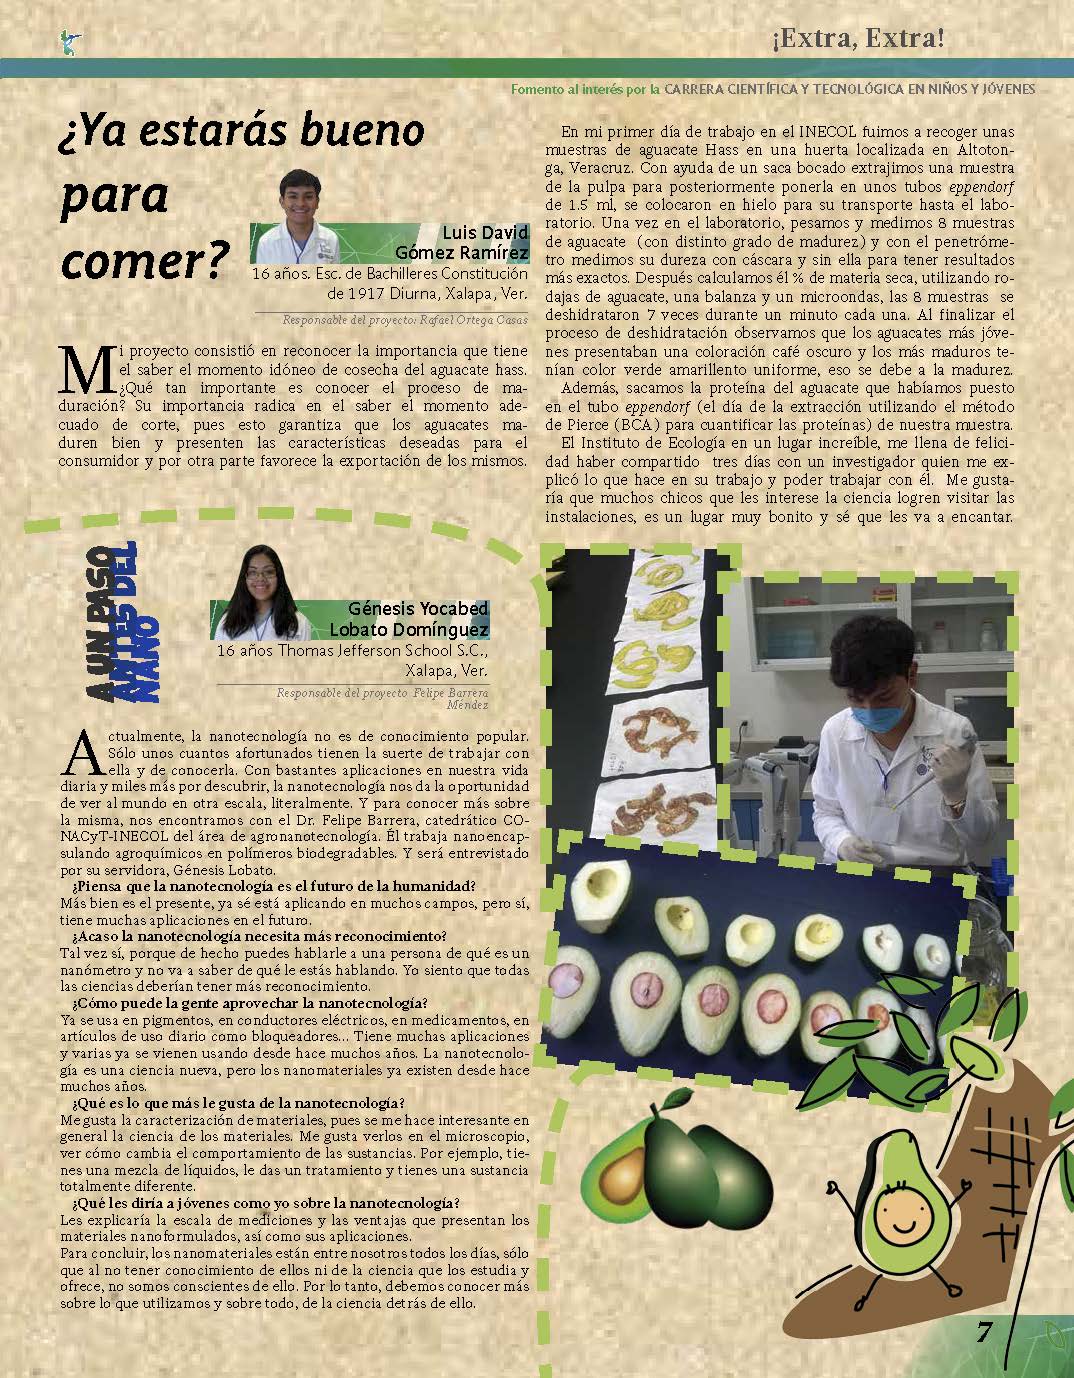 ¡Extra, Extra!
Fomento al interés por la CARRERA CIENTÍFICA Y TECNOLÓGICA EN NIÑOS Y JÓVENES
¿Ya estarás bueno
para
comer?
Luis David
Gómez Ramírez
16 años. Esc. de Bachilleres Constitución
de 1917 Diurna, Xalapa, Ver.
Responsable del proyecto: Rafael Ortega Casas
Mi proyecto consistió en reconocer la importancia que tiene
el saber el momento idóneo de cosecha del aguacate hass.
¿Qué tan importante es conocer el proceso de ma-
duración? Su importancia radica en el saber el momento ade-
cuado de corte, pues esto garantiza que los aguacates ma-
duren bien y presenten las características deseadas para el
consumidor y por otra parte favorece la exportación de los mismos.
En mi primer día de trabajo en el INECOL fuimos a recoger unas
muestras de aguacate Hass en una huerta localizada en Altoton-
ga, Veracruz. Con ayuda de un saca bocado extrajimos una muestra
de la pulpa para posteriormente ponerla en unos tubos eppendorf
de 1.5 ml, se colocaron en hielo para su transporte hasta el labo-
ratorio. Una vez en el laboratorio, pesamos y medimos 8 muestras
de aguacate (con distinto grado de madurez) y con el penetróme-
tro medimos su dureza con cáscara y sin ella para tener resultados
más exactos. Después calculamos él % de materia seca, utilizando ro-
dajas de aguacate, una balanza y un microondas, las 8 muestras se
deshidrataron 7 veces durante un minuto cada una. Al finalizar el
proceso de deshidratación observamos que los aguacates más jóve-
nes presentaban una coloración café oscuro y los más maduros te-
nían color verde amarillento uniforme, eso se debe a la madurez.
Además, sacamos la proteína del aguacate que habíamos puesto
en el tubo eppendorf (el día de la extracción utilizando el método
de Pierce (BCA) para cuantificar las proteínas) de nuestra muestra.
El Instituto de Ecología en un lugar increíble, me llena de felici-
dad haber compartido tres días con un investigador quien me ex-
plicó lo que hace en su trabajo y poder trabajar con él. Me gusta-
ría que muchos chicos que les interese la ciencia logren visitar las
instalaciones, es un lugar muy bonito y sé que les va a encantar.
A UN PASO
ANTES DEL
NANO
Génesis Yocabed
Lobato Domínguez
16 años Thomas Jefferson School S.C.,
Xalapa, Ver.
Responsable del proyecto Felipe Barrera
Méndez
Actualmente, la nanotecnología no es de conocimiento popular.
Sólo unos cuantos afortunados tienen la suerte de trabajar con
ella y de conocerla. Con bastantes aplicaciones en nuestra vida
diaria y miles más por descubrir, la nanotecnología nos da la oportunidad
de ver al mundo en otra escala, literalmente. Y para conocer más sobre
la misma, nos encontramos con el Dr. Felipe Barrera, catedrático CO-
NACyT-INECOL del área de agronanotecnología. Él trabaja nanoencap-
sulando agroquímicos en polímeros biodegradables. Y será entrevistado
por su servidora, Génesis Lobato.
¿Piensa que la nanotecnología es el futuro de la humanidad?
Más bien es el presente, ya sé está aplicando en muchos campos, pero sí,
tiene muchas aplicaciones en el futuro.
¿Acaso la nanotecnología necesita más reconocimiento?
Tal vez sí, porque de hecho puedes hablarle a una persona de qué es un
nanómetro y no va a saber de qué le estás hablando. Yo siento que todas
las ciencias deberían tener más reconocimiento.
¿Cómo puede la gente aprovechar la nanotecnología?
Ya se usa en pigmentos, en conductores eléctricos, en medicamentos, en
artículos de uso diario como bloqueadores... Tiene muchas aplicaciones
y varias ya se vienen usando desde hace muchos años. La nanotecnolo-
gía es una ciencia nueva, pero los nanomateriales ya existen desde hace
muchos años.
¿Qué es lo que más le gusta de la nanotecnología?
Me gusta la caracterización de materiales, pues se me hace interesante en
general la ciencia de los materiales. Me gusta verlos en el microscopio,
ver cómo cambia el comportamiento de las sustancias. Por ejemplo, tie-
nes una mezcla de líquidos, le das un tratamiento y tienes una sustancia
totalmente diferente.
¿Qué les diría a jóvenes como yo sobre la nanotecnología?
Les explicaría la escala de mediciones y las ventajas que presentan los
materiales nanoformulados, así como sus aplicaciones.
Para concluir, los nanomateriales están entre nosotros todos los días, sólo
que al no tener conocimiento de ellos ni de la ciencia que los estudia y
ofrece, no somos conscientes de ello. Por lo tanto, debemos conocer más
sobre lo que utilizamos y sobre todo, de la ciencia detrás de ello.
7